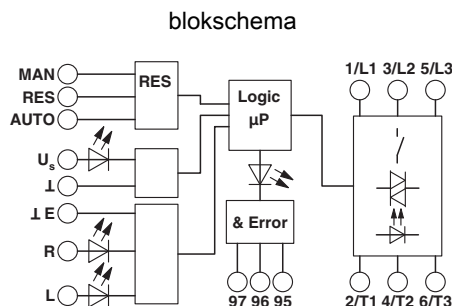 blokschema
MAN
RES
AUTO
RES
Us
⊥
⊥ E
R
L
Logic
µP
& Error
97 96 95
1/L1 3/L2 5/L3
2/T1 4/T2 6/T3